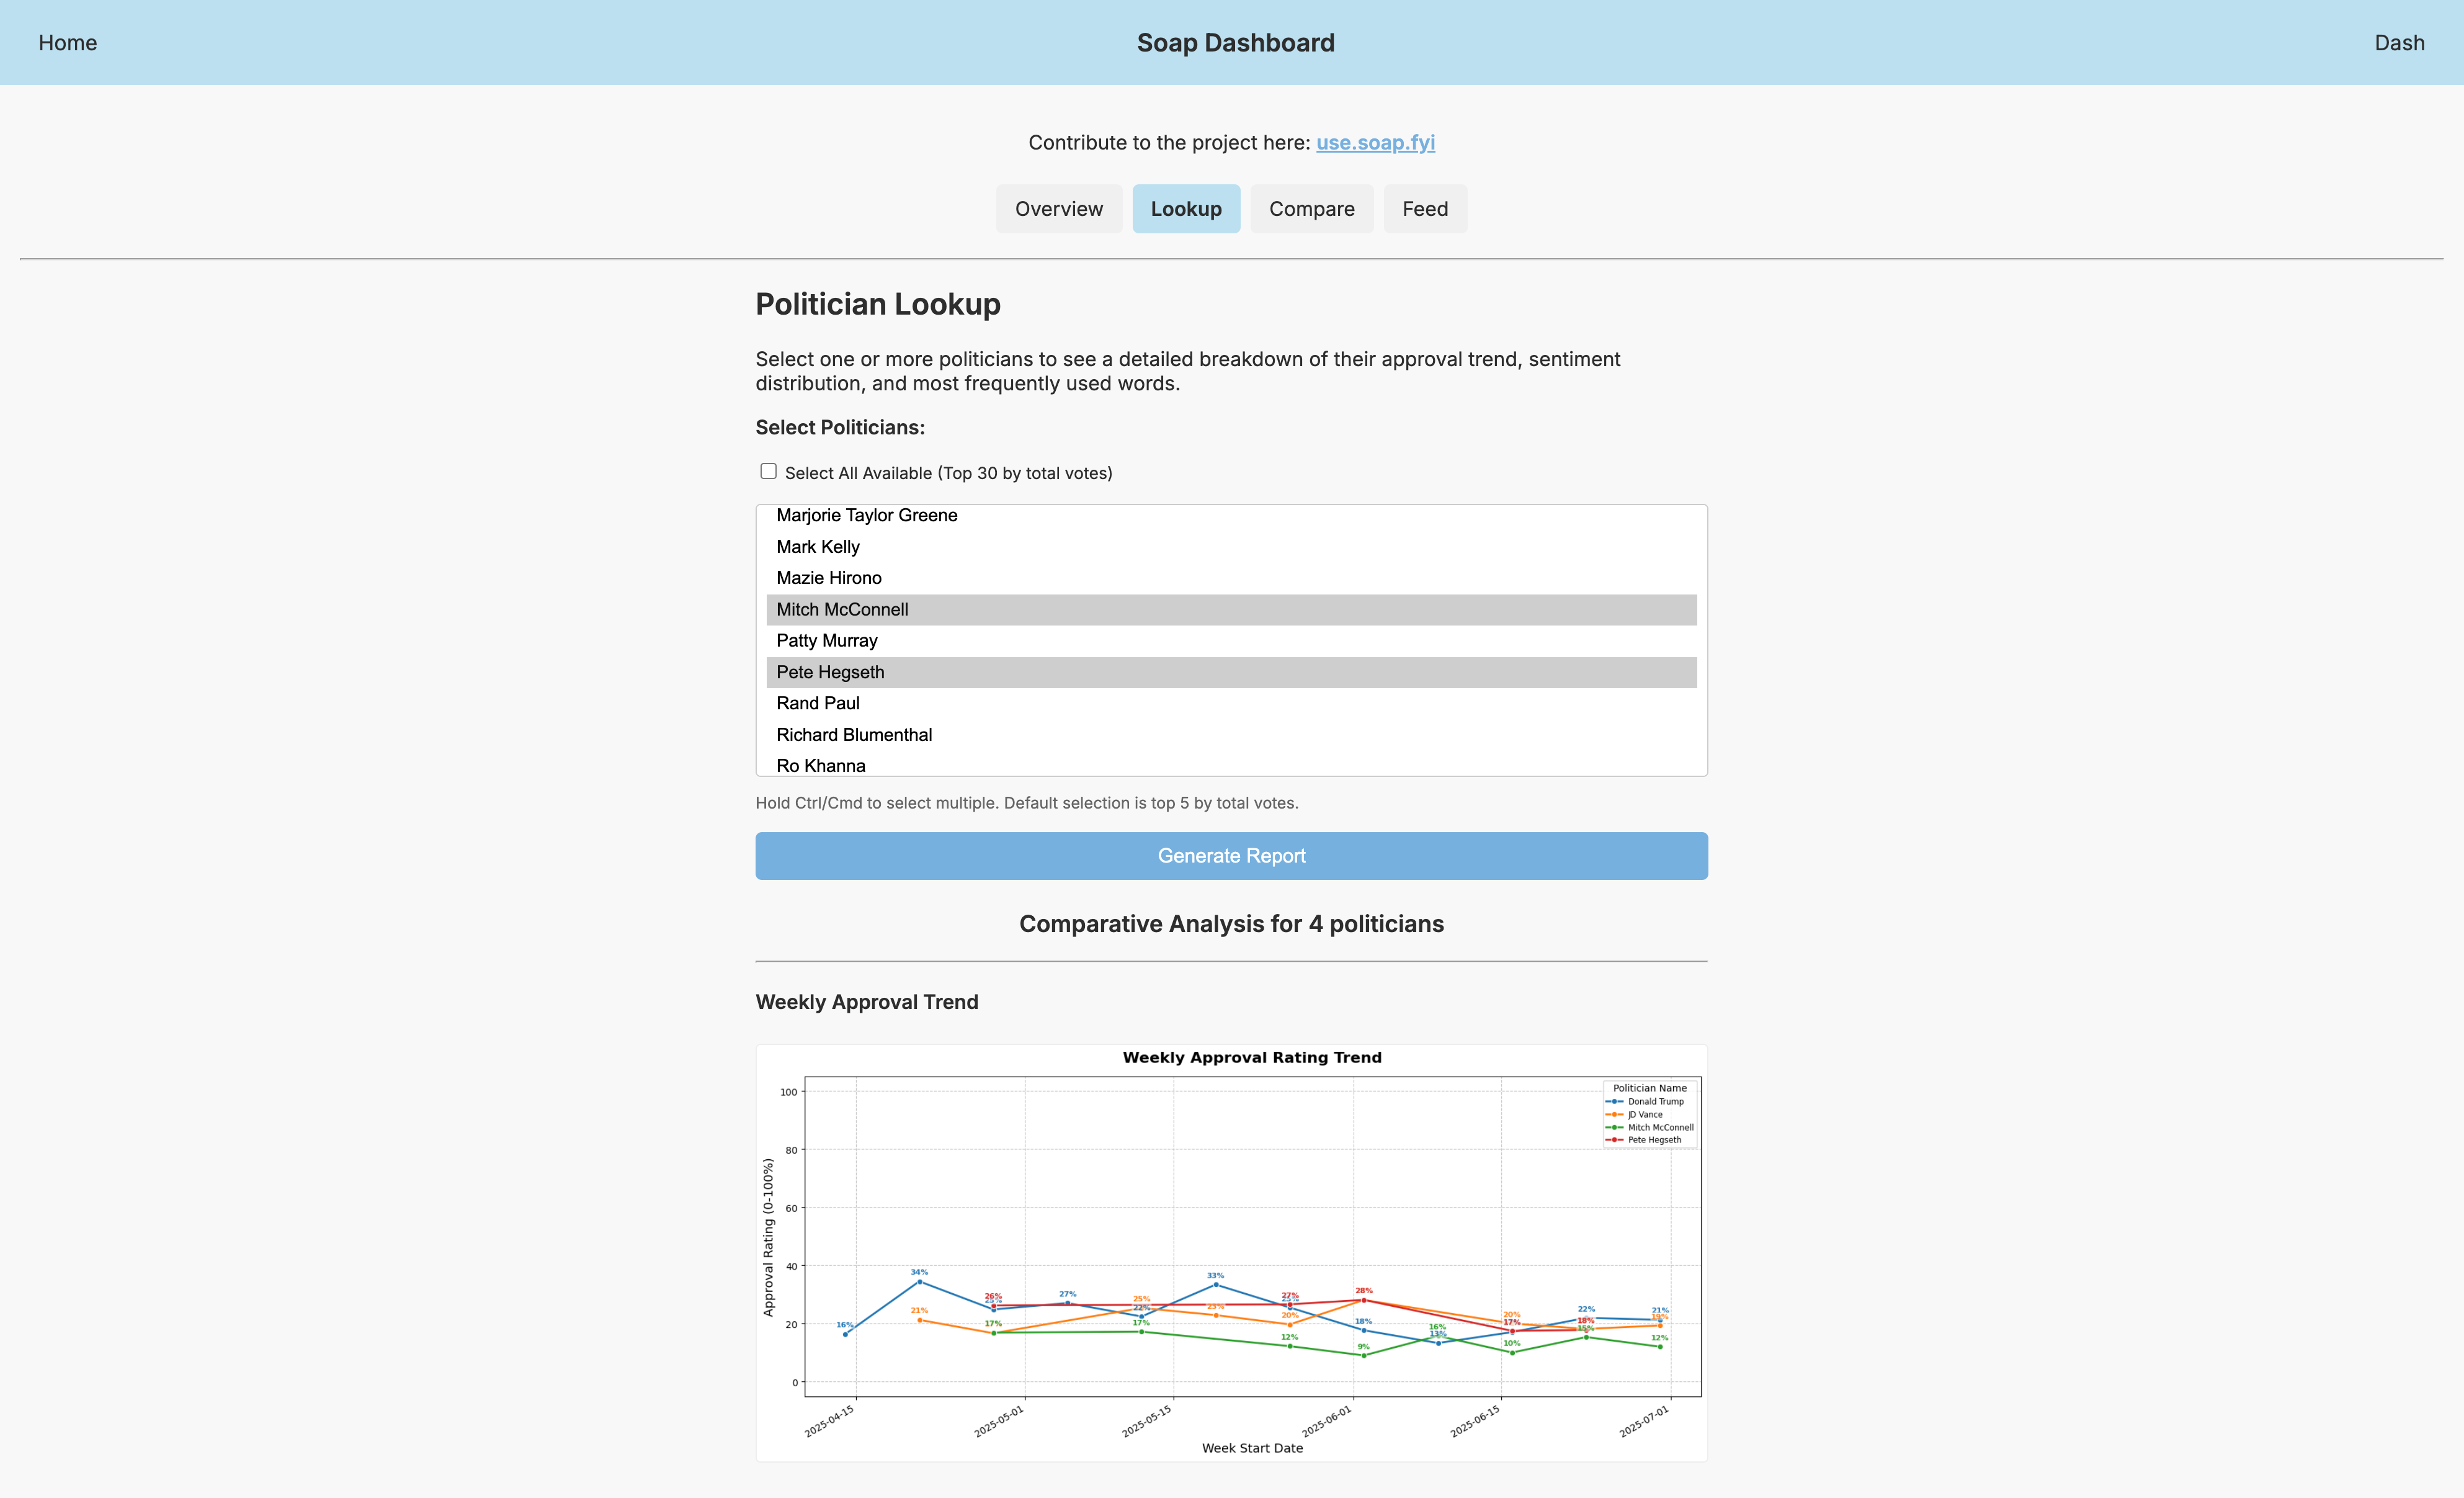 Home
Soap Dashboard
Dash
Contribute to the project here: use.soap.fyi
Overview
Lookup
Compare
Feed
Politician Lookup
Select one or more politicians to see a detailed breakdown of their approval trend, sentiment
distribution, and most frequently used words.
Select Politicians:
Select All Available (Top 30 by total votes)
Marjorie Taylor Greene
Mark Kelly
Mazie Hirono
Mitch McConnell
Patty Murray
Pete Hegseth
Rand Paul
Richard Blumenthal
Ro Khanna
Hold Ctrl/Cmd to select multiple. Default selection is top 5 by total votes.
Generate Report
Comparative Analysis for 4 politicians
Weekly Approval Trend
Weekly Approval Rating Trend
Politician Name
Donald Trump
JD Vance
Mitch McConnell
Pete Hegseth
Approval Rating (0-100%)
100
80
60
40
20
0
16%
34%
27%
22%
33%
18%
13%
22%
21%
21%
25%
23%
20%
20%
19%
17%
17%
12%
9%
16%
10%
15%
12%
26%
27%
28%
17%
18%
2025-04-15
2025-05-01
2025-05-15
2025-06-01
2025-06-15
2025-07-01
Week Start Date